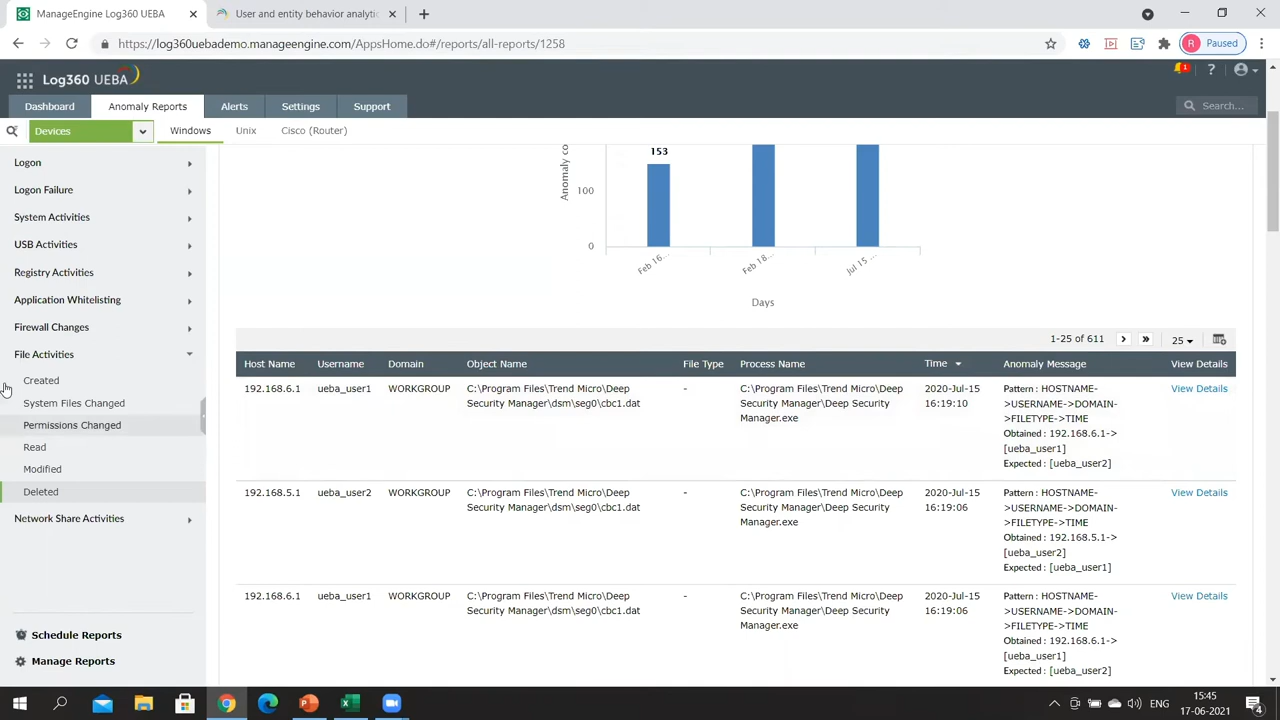 ManageEngine Log360 UEBA
User and entity behavior analytic
https://log360uebademo.manageengine.com/AppsHome.do#/reports/all-reports/1258
R Paused
Log360 UEBA
1 ?
Dashboard Anomaly Reports Alerts Settings Support
Search...
Devices
Windows Unix Cisco (Router)
Logon
Logon Failure
System Activities
USB Activities
Registry Activities
Application Whitelisting
Firewall Changes
File Activities
Created
System Files Changed
Permissions Changed
Read
Modified
Deleted
Network Share Activities
Schedule Reports
Manage Reports
Anomaly co
153
100
0
Feb 16... Feb 18... Jul 15 ...
Days
1-25 of 611 25
Host Name Username Domain Object Name File Type Process Name Time Anomaly Message View Details
192.168.6.1 ueba_user1 WORKGROUP C:\Program Files\Trend Micro\Deep - C:\Program Files\Trend Micro\Deep 2020-Jul-15 Pattern : HOSTNAME- View Details
Security Manager\dsm\seg0\cbc1.dat Security Manager\Deep Security 16:19:10 >USERNAME->DOMAIN-
Manager.exe >FILETYPE->TIME
Obtained : 192.168.6.1->
[ueba_user1]
Expected : [ueba_user2]
192.168.5.1 ueba_user2 WORKGROUP C:\Program Files\Trend Micro\Deep - C:\Program Files\Trend Micro\Deep 2020-Jul-15 Pattern : HOSTNAME- View Details
Security Manager\dsm\seg0\cbc1.dat Security Manager\Deep Security 16:19:06 >USERNAME->DOMAIN-
Manager.exe >FILETYPE->TIME
Obtained : 192.168.5.1->
[ueba_user2]
Expected : [ueba_user1]
192.168.6.1 ueba_user1 WORKGROUP C:\Program Files\Trend Micro\Deep - C:\Program Files\Trend Micro\Deep 2020-Jul-15 Pattern : HOSTNAME- View Details
Security Manager\dsm\seg0\cbc1.dat Security Manager\Deep Security 16:19:06 >USERNAME->DOMAIN-
Manager.exe >FILETYPE->TIME
Obtained : 192.168.6.1->
[ueba_user1]
Expected : [ueba_user2]
ENG
15:45
17-06-2021
4